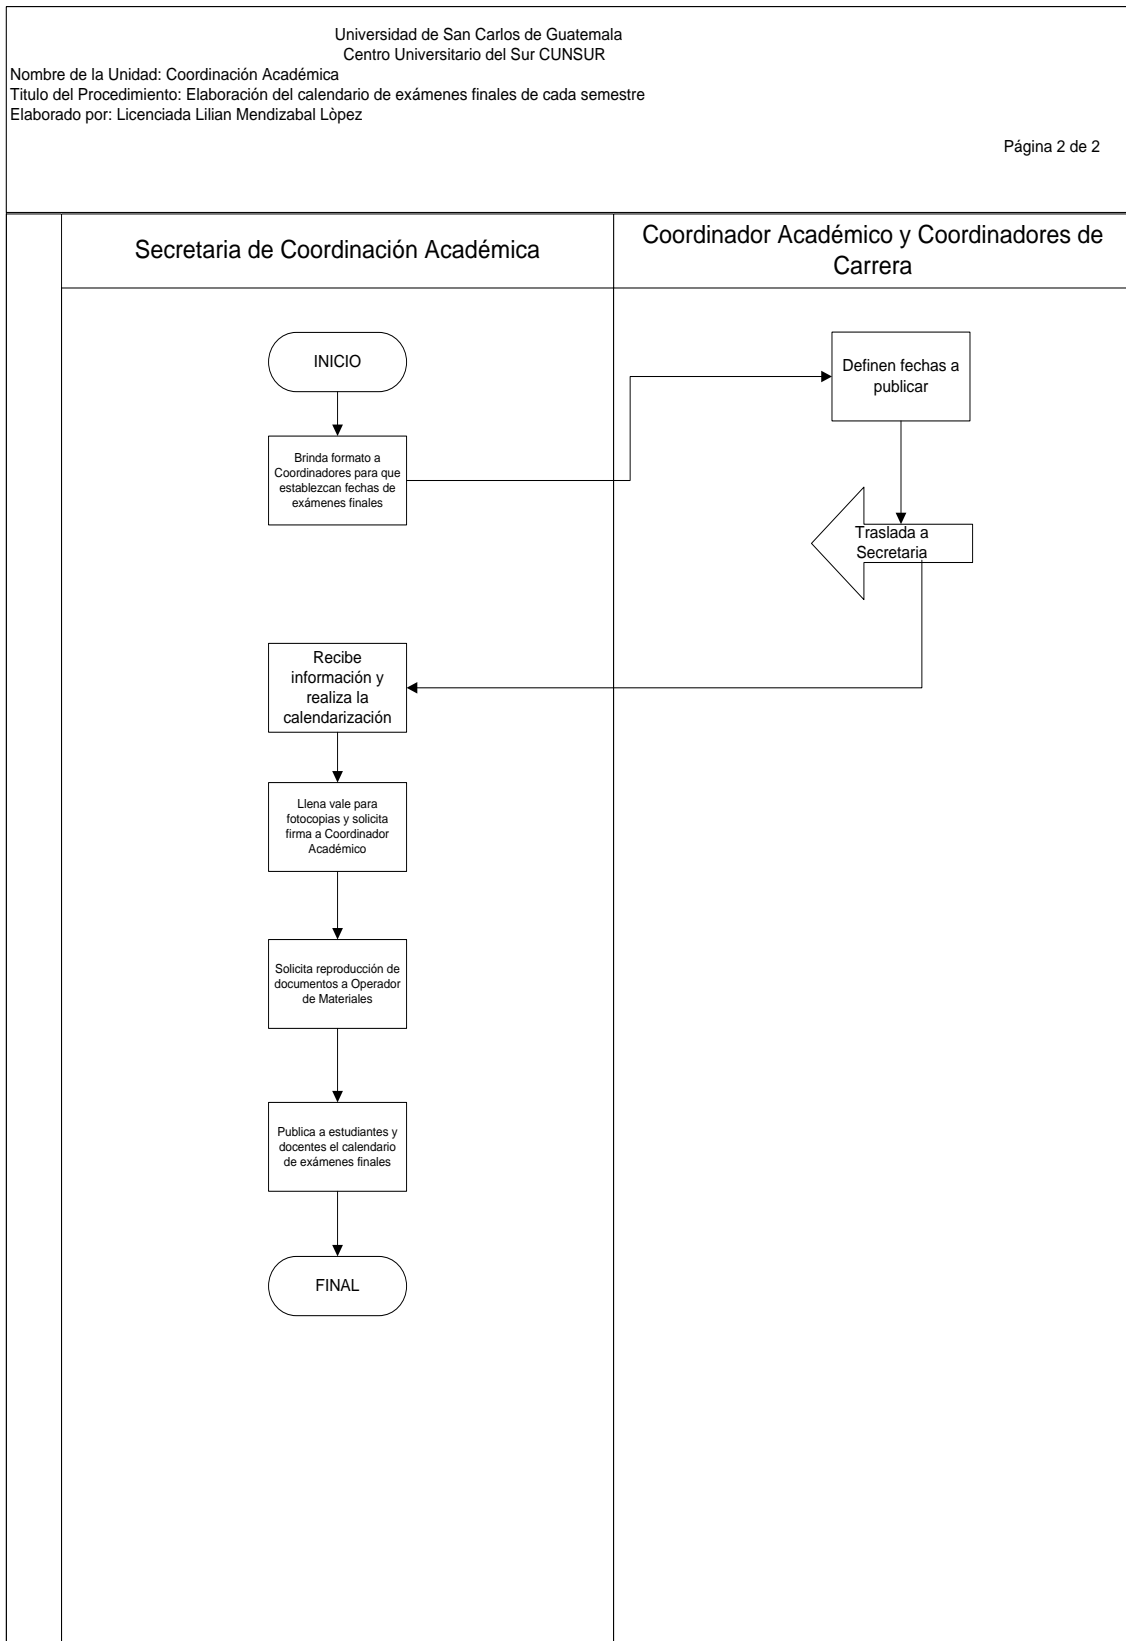 Universidad de San Carlos de Guatemala
Centro Universitario del Sur CUNSUR
Nombre de la Unidad: Coordinación Académica
Titulo del Procedimiento: Elaboración del calendario de exámenes finales de cada semestre
Elaborado por: Licenciada Lilian Mendizabal Lòpez
Página 2 de 2
Secretaria de Coordinación Académica
Coordinador Académico y Coordinadores de
Carrera
INICIO
Brinda formato a
Coordinadores para que
establezcan fechas de
exámenes finales
Definen fechas a
publicar
Traslada a
Secretaria
Recibe
información y
realiza la
calendarización
Llena vale para
fotocopias y solicita
firma a Coordinador
Académico
Solicita reproducción de
documentos a Operador
de Materiales
Publica a estudiantes y
docentes el calendario
de exámenes finales
FINAL